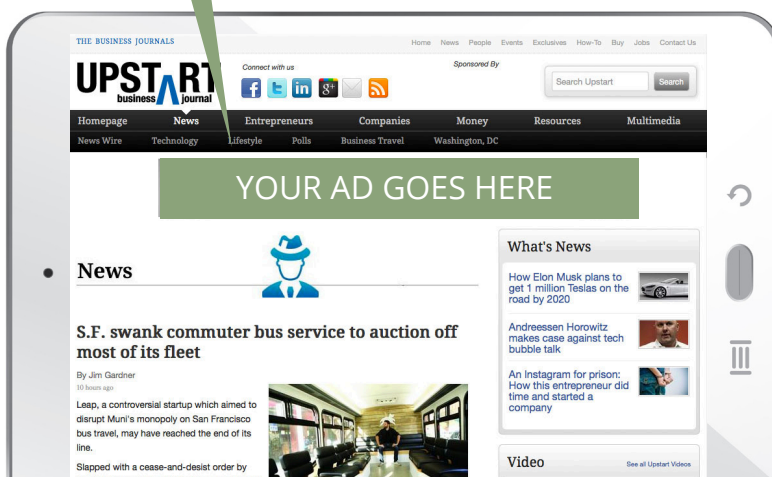 THE BUSINESS JOURNALS
Home News People Events Exclusives How-To Buy Jobs Contact Us
UPSTART
business journal
Connect with us
Sponsored By
Search Upstart
Search
Homepage News Entrepreneurs Companies Money Resources Multimedia
News Wire Technology Lifestyle Polls Business Travel Washington, DC
YOUR AD GOES HERE
News
S.F. swank commuter bus service to auction off
most of its fleet
By Jim Gardner
10 hours ago
Leap, a controversial startup which aimed to
disrupt Muni's monopoly on San Francisco
bus travel, may have reached the end of its
line.
Slapped with a cease-and-desist order by
What's News
How Elon Musk plans to
get 1 million Teslas on the
road by 2020
Andreessen Horowitz
makes case against tech
bubble talk
An Instagram for prison:
How this entrepreneur did
time and started a
company
Video
See all Upstart Videos